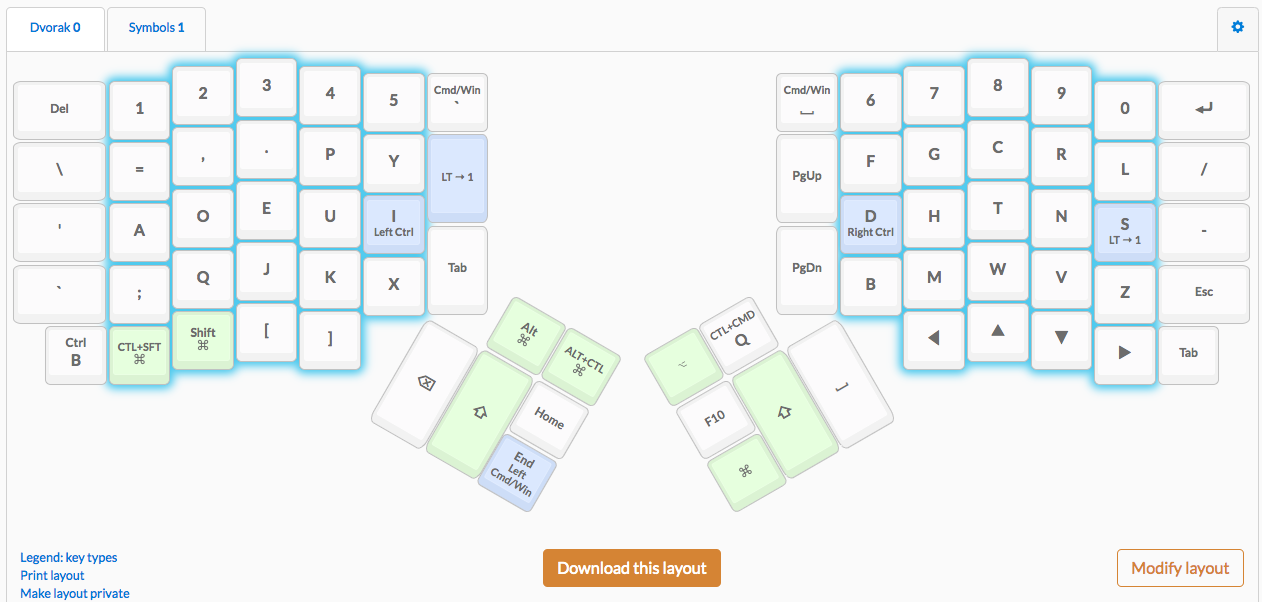 Dvorak 0
Symbols 1
Del
1
2
3
4
5
Cmd/Win
`
Cmd/Win
6
7
8
9
0
\
=
,
.
P
Y
LT → 1
PgUp
F
G
C
R
L
/
'
A
O
E
U
I
Left Ctrl
D
Right Ctrl
H
T
N
S
LT → 1
-
`
;
Q
J
K
X
Tab
PgDn
B
M
W
V
Z
Esc
Ctrl
B
CTL+SFT
⌘
Shift
⌘
[
]
◀
▲
▼
▶
Tab
Alt
⌘
ALT+CTL
⌘
Home
End
Left
Cmd/Win
CTL+CMD
Q
F10
⌘
Legend: key types
Print layout
Make layout private
Download this layout
Modify layout